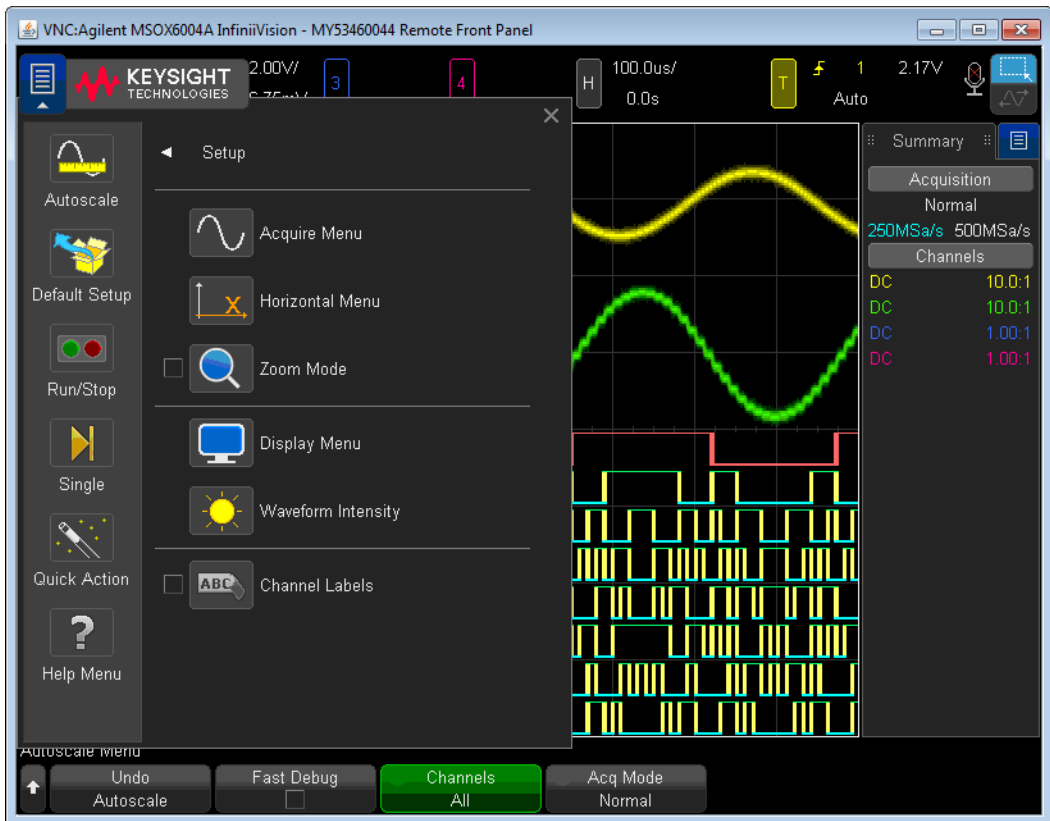 VNC:Agilent MSOX6004A InfiniiVision - MY53460044 Remote Front Panel
KEYSIGHT
TECHNOLOGIES
2.00V/
3
4
H
100.0us/
0.0s
T
1
2.17V
Auto
Setup
Autoscale
Default Setup
Run/Stop
Single
Quick Action
Help Menu
Acquire Menu
X
Horizontal Menu
Zoom Mode
Display Menu
Waveform Intensity
ABC
Channel Labels
Summary
Acquisition
Normal
250MSa/s 500MSa/s
Channels
DC 10.0:1
DC 10.0:1
DC 1.00:1
DC 1.00:1
Autoscale Menu
Undo
Autoscale
Fast Debug
Channels
All
Acq Mode
Normal